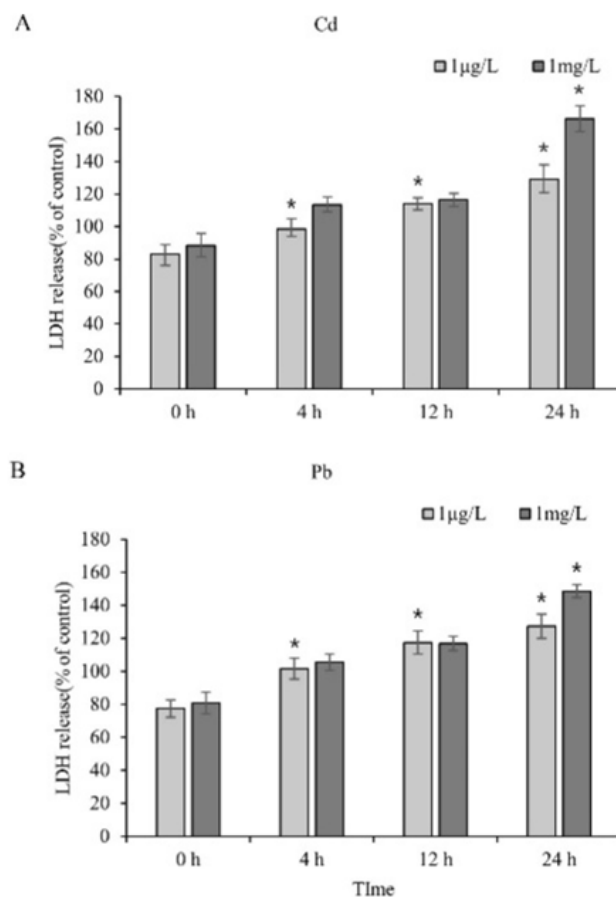 A
Cd
1µg/L 1mg/L
180
160
140
120
100
80
60
40
20
0
LDH release(% of control)
*
*
*
*
0 h 4 h 12 h 24 h
B
Pb
1µg/L 1mg/L
180
160
140
120
100
80
60
40
20
0
LDH release(% of control)
*
*
*
*
0 h 4 h 12 h 24 h
TIme